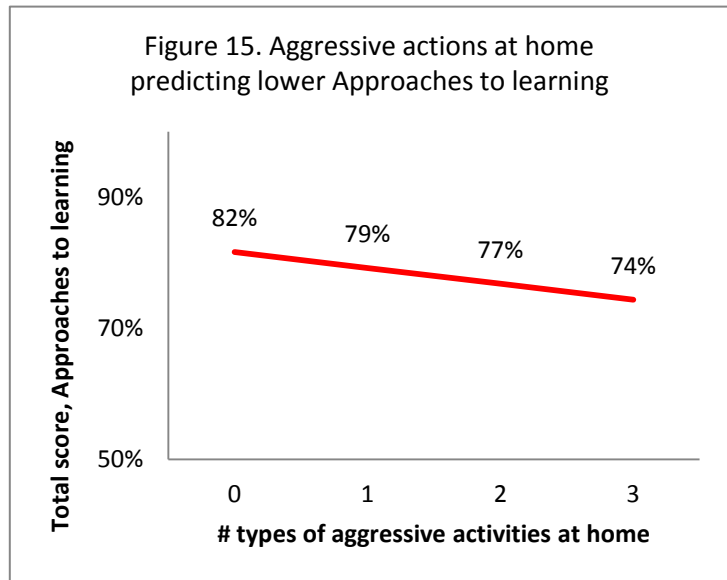 Figure 15. Aggressive actions at home
predicting lower Approaches to learning
Total score, Approaches to learning
90%
70%
50%
82%
79%
77%
74%
0
1
2
3
# types of aggressive activities at home